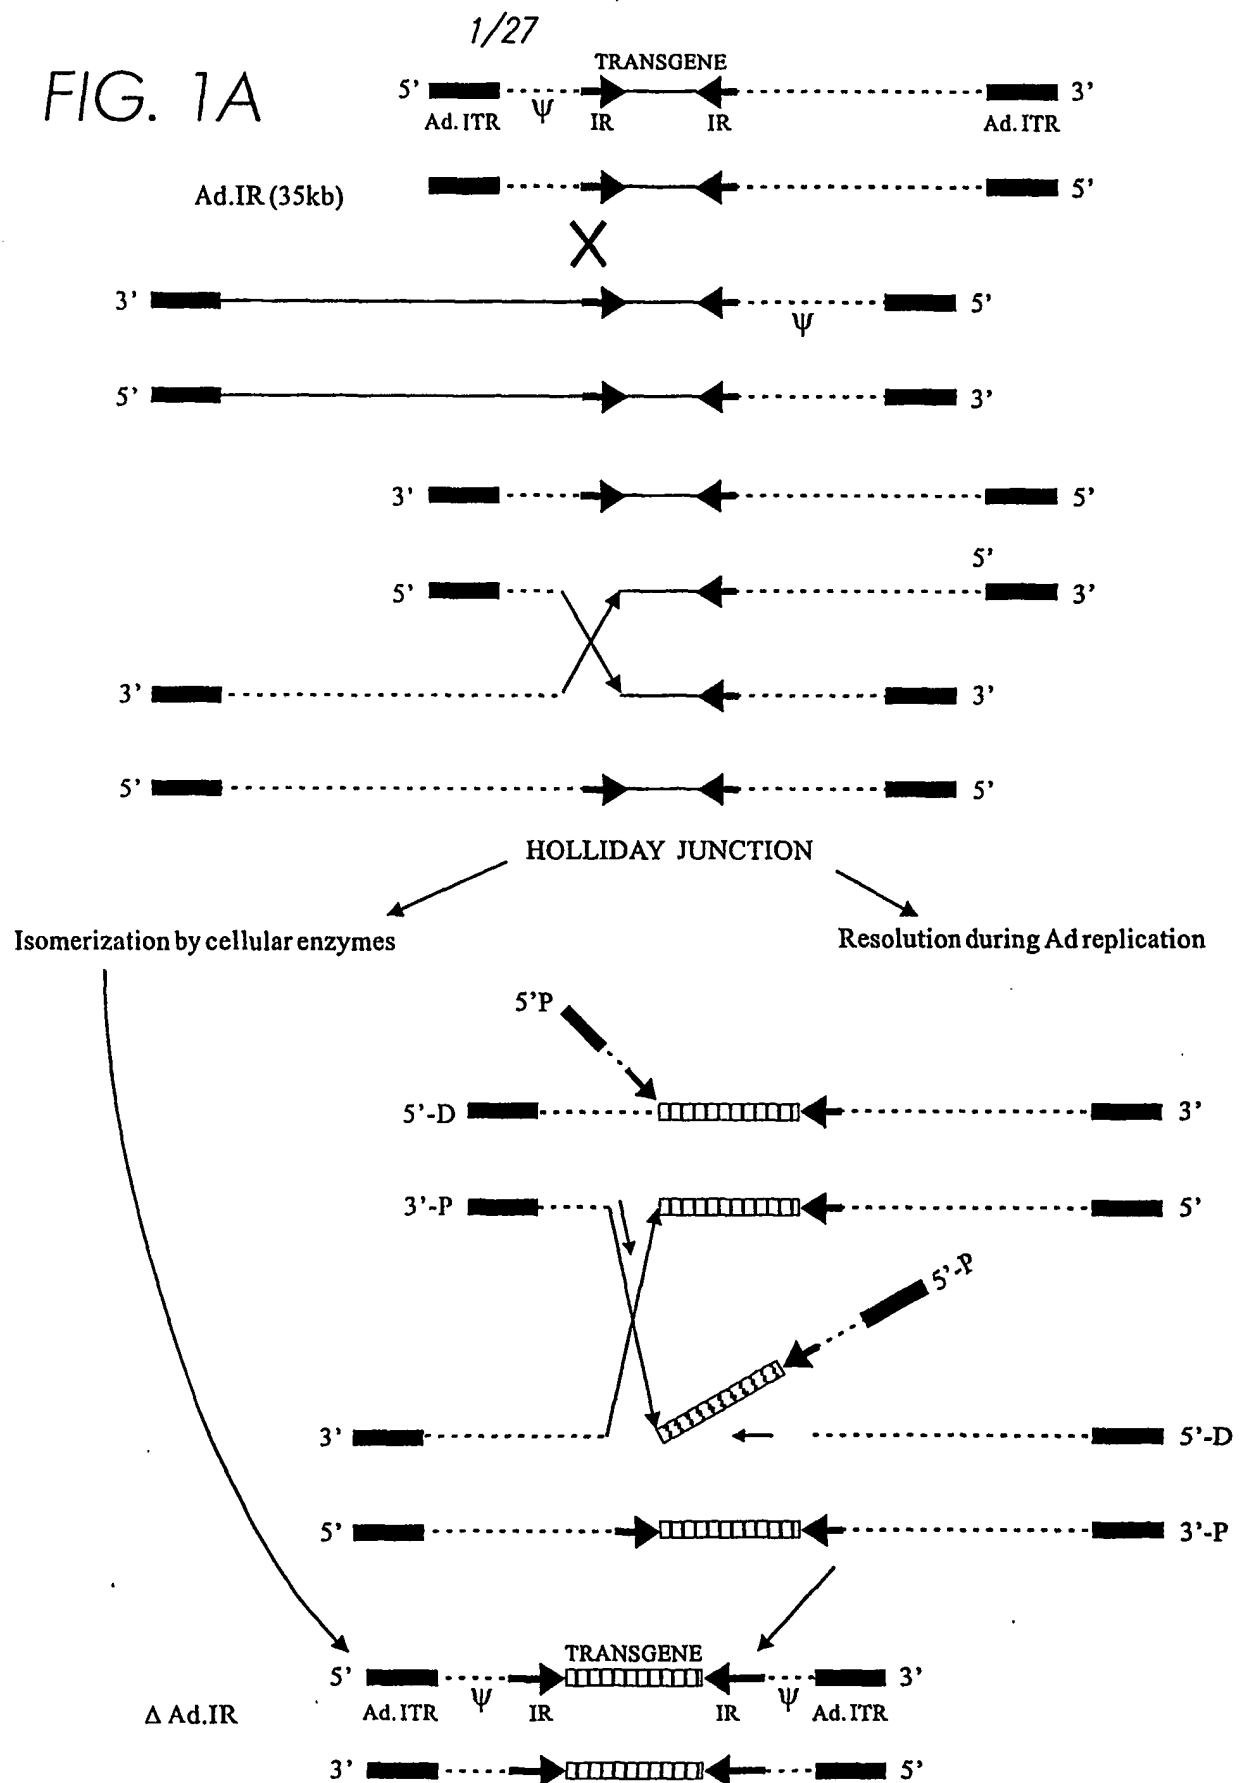 1/27
FIG. 1A
TRANSGENE
5' 3'
Ad. ITR Ψ IR IR Ad. ITR
Ad.IR (35kb) 5'
X
3' 5'
Ψ
5' 3'
3' 5'
5'
5' 3'
3' 3'
5' 5'
HOLLIDAY JUNCTION
Isomerization by cellular enzymes Resolution during Ad replication
5'P
5'-D 3'
3'-P 5'
5'-P
3' 5'-D
5' 3'-P
TRANSGENE
5' 3'
Δ Ad.IR Ad. ITR Ψ IR IR Ψ Ad. ITR
3' 5'